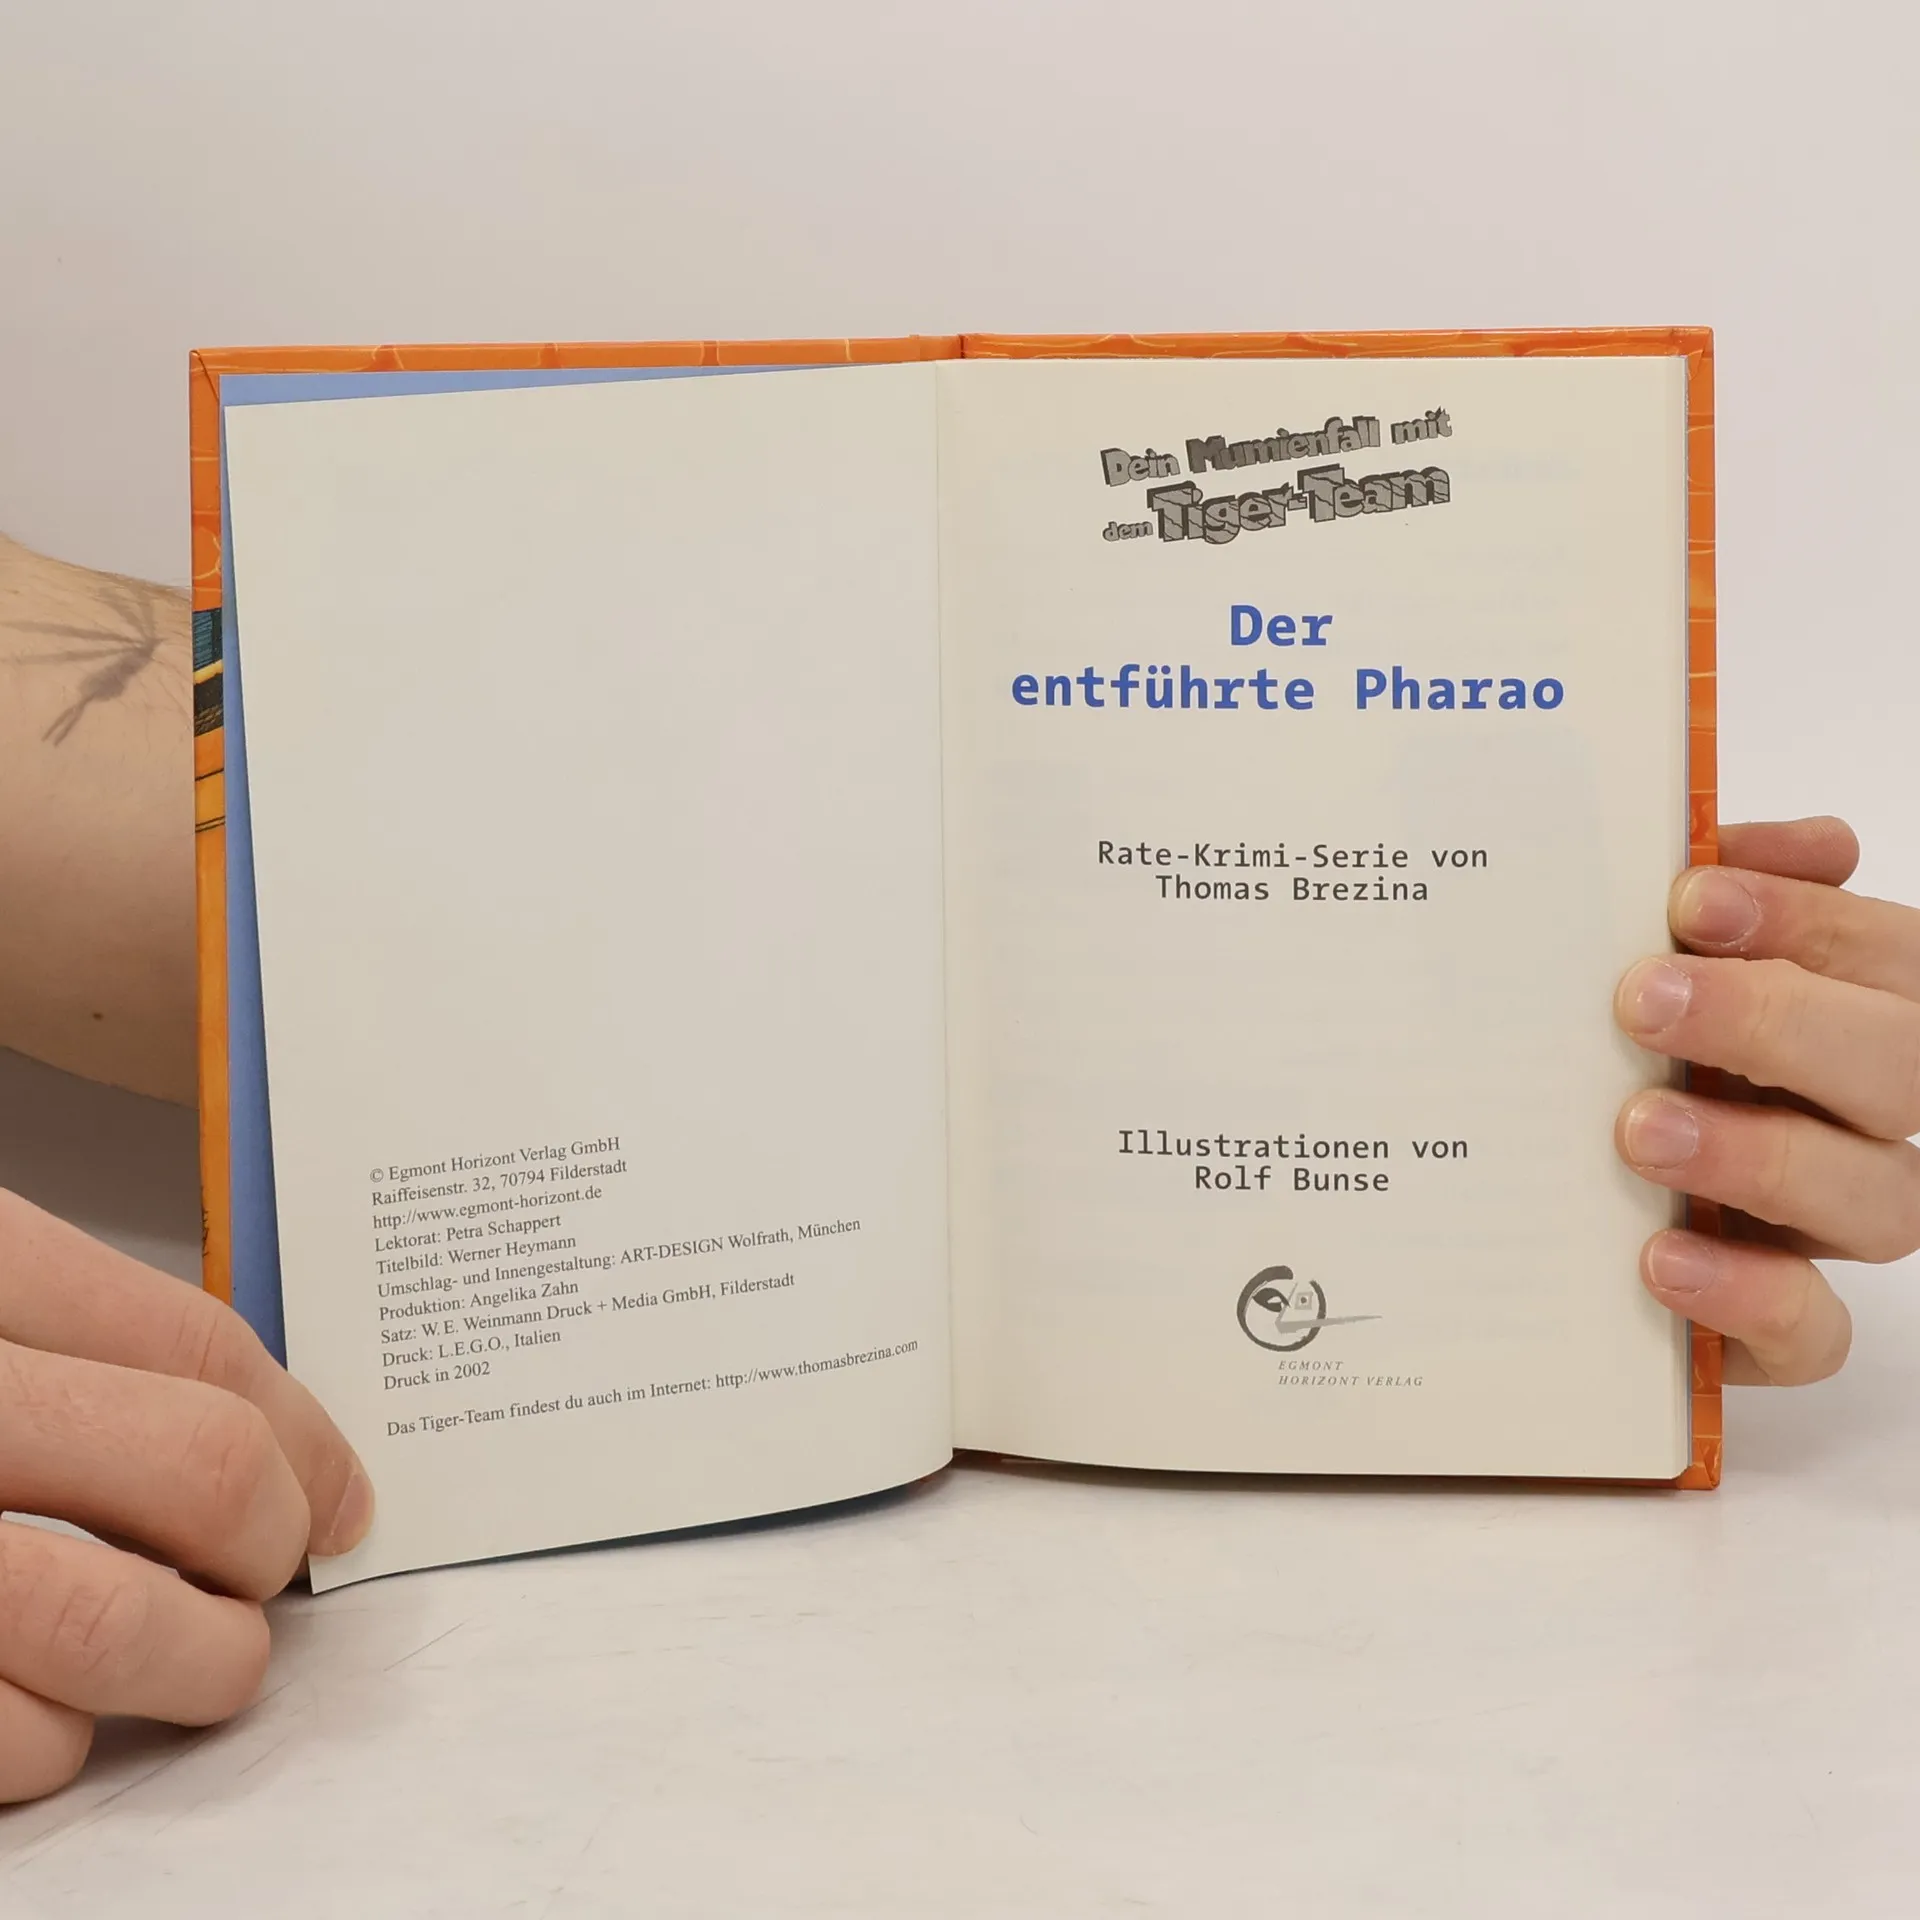 © Egmont Horizont Verlag GmbH
Raiffeisenstr. 32, 70794 Filderstadt
http://www.egmont-horizont.de
Lektorat: Petra Schappert
Titelbild: Werner Heymann
Umschlag- und Innengestaltung: ART-DESIGN Wolfrath, München
Produktion: Angelika Zahn
Satz: W. E. Weinmann Druck + Media GmbH, Filderstadt
Druck: L.E.G.O., Italien
Druck in 2002
Das Tiger-Team findest du auch im Internet: http://www.thomasbrezina.com
Dein Mumienfall mit
dem Tiger-Team
Der
entführte Pharao
Rate-Krimi-Serie von
Thomas Brezina
Illustrationen von
Rolf Bunse
EGMONT
HORIZONT VERLAG